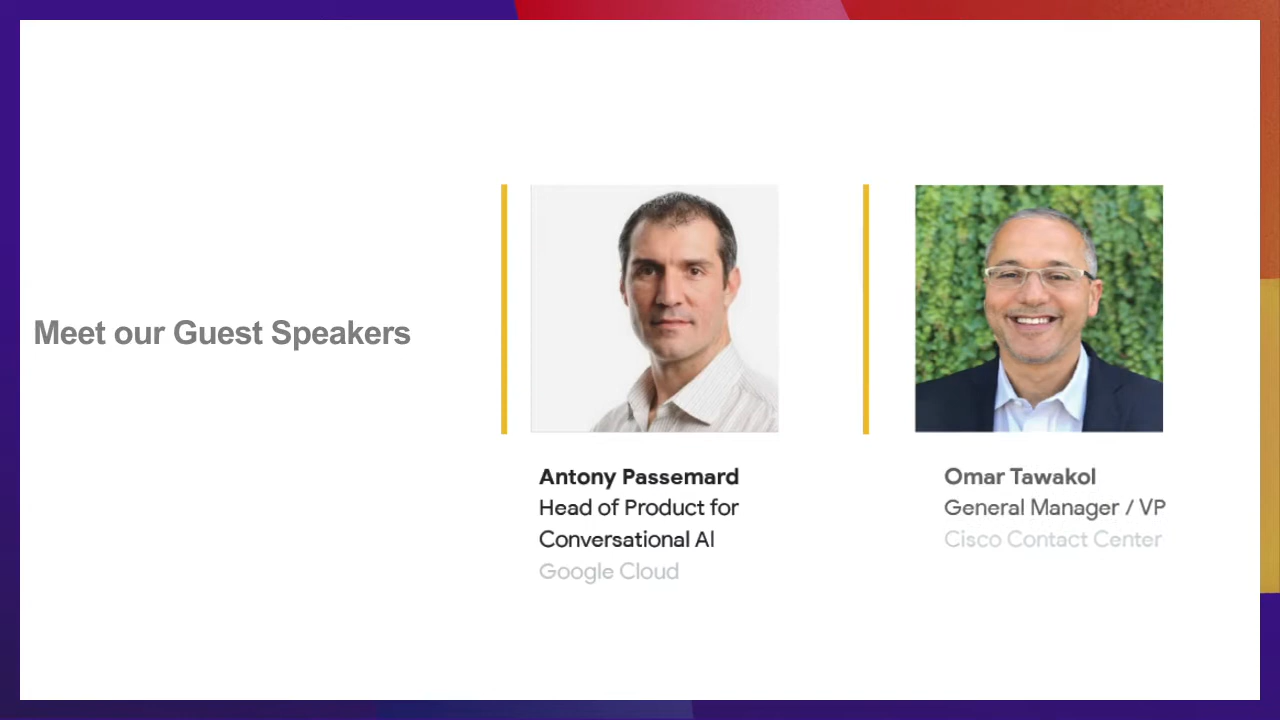 Meet our Guest Speakers
Antony Passemard
Head of Product for
Conversational AI
Google Cloud
Omar Tawakol
General Manager / VP
Cisco Contact Center